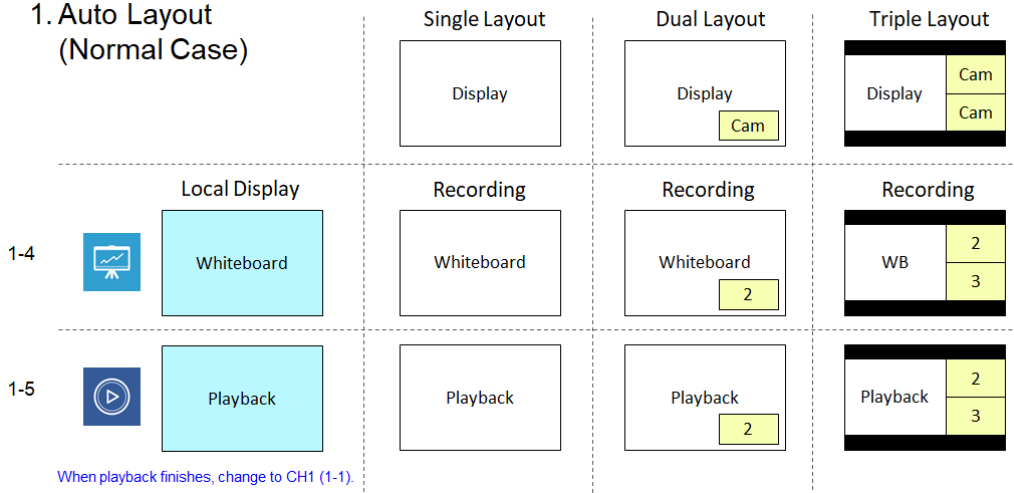 1. Auto Layout
(Normal Case)
Single Layout
Dual Layout
Triple Layout
Display
Display
Cam
Display
Cam
Cam
Local Display
Recording
Recording
Recording
1-4
Whiteboard
Whiteboard
Whiteboard
2
WB
2
3
1-5
Playback
Playback
Playback
2
Playback
2
3
When playback finishes, change to CH1 (1-1).